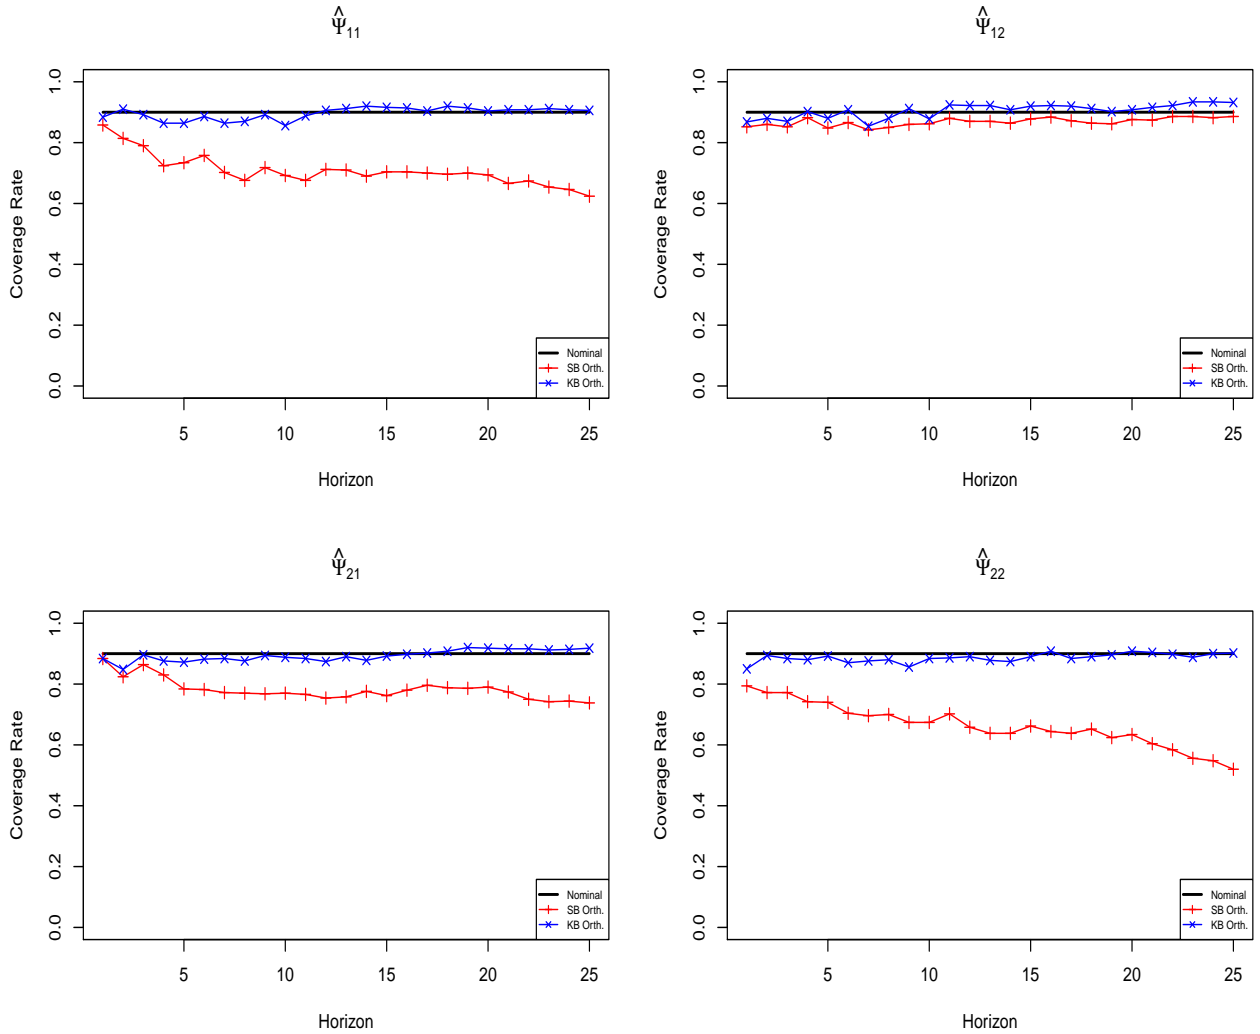 Ψ̂11
Coverage Rate
1.0
0.8
0.6
0.4
0.2
0.0
Nominal
SB Orth.
KB Orth.
5 10 15 20 25
Horizon
Ψ̂12
Coverage Rate
1.0
0.8
0.6
0.4
0.2
0.0
Nominal
SB Orth.
KB Orth.
5 10 15 20 25
Horizon
Ψ̂21
Coverage Rate
1.0
0.8
0.6
0.4
0.2
0.0
Nominal
SB Orth.
KB Orth.
5 10 15 20 25
Horizon
Ψ̂22
Coverage Rate
1.0
0.8
0.6
0.4
0.2
0.0
Nominal
SB Orth.
KB Orth.
5 10 15 20 25
Horizon